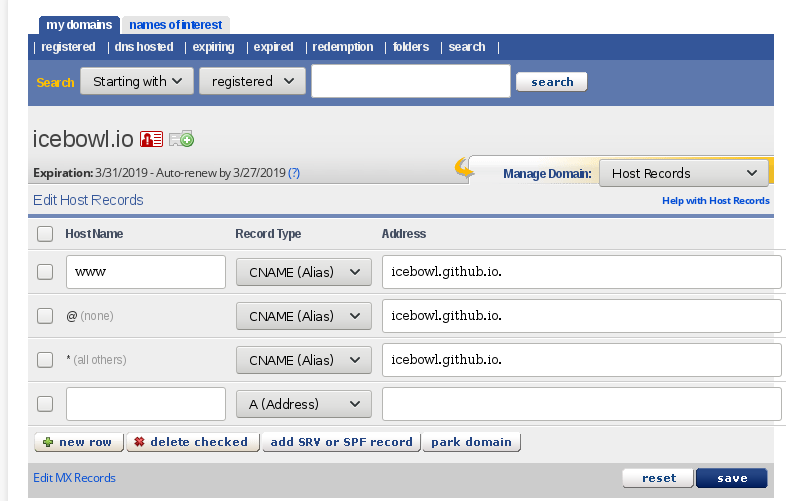 my domains names of interest
registered dns hosted expiring expired redemption folders search
Search Starting with registered search
icebowl.io
Expiration: 3/31/2019 - Auto-renew by 3/27/2019 (?) Manage Domain: Host Records
Edit Host Records Help with Host Records
Host Name Record Type Address
www CNAME (Alias) icebowl.github.io.
@ (none) CNAME (Alias) icebowl.github.io.
* (all others) CNAME (Alias) icebowl.github.io.
A (Address)
new row delete checked add SRV or SPF record park domain
Edit MX Records reset save